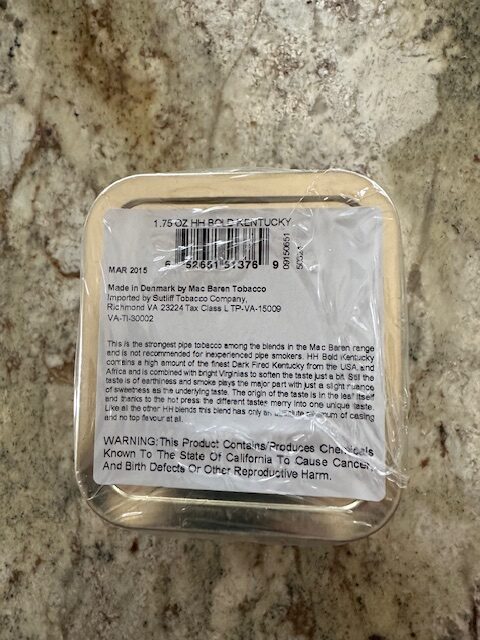 1.75 OZ HH BOLD KENTUCKY
6 52651 51376 9
09150651
MAR 2015
Made in Denmark by Mac Baren Tobacco
Imported by Sutliff Tobacco Company,
Richmond VA 23224 Tax Class L TP-VA-15009
VA-TI-30002
This is the strongest pipe tobacco among the blends in the Mac Baren range
and is not recommended for inexperienced pipe smokers. HH Bold Kentucky
contains a high amount of the finest Dark Fired Kentucky from the USA, and
Africa and is combined with bright Virginias to soften the taste just a bit. Still the
taste is of earthiness and smoke plays the major part with just a slight nuance
of sweetness as the underlying taste. The origin of the taste is in the leaf itself
and thanks to the hot press the different tastes marry into one unique taste.
Like all the other HH blends this blend has only an absolute minimum of casing
and no top flavour at all.
WARNING: This Product Contains/Produces Chemicals
Known To The State Of California To Cause Cancer,
And Birth Defects Or Other Reproductive Harm.